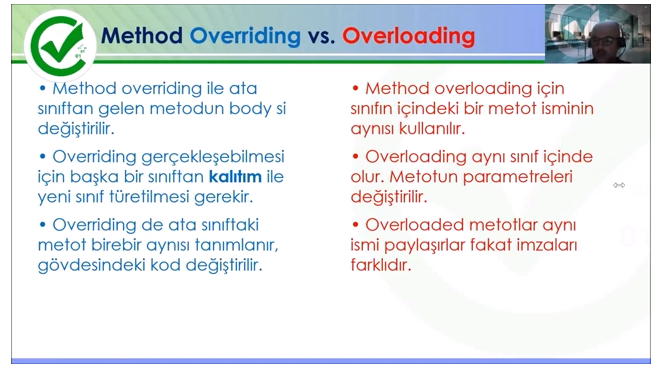 Method Overriding vs. Overloading
• Method overriding ile ata
sınıftan gelen metodun body si
değiştirilir.
• Overriding gerçekleşebilmesi
için başka bir sınıftan kalıtım ile
yeni sınıf türetilmesi gerekir.
• Overriding de ata sınıftaki
metot birebir aynısı tanımlanır,
gövdesindeki kod değiştirilir.
• Method overloading için
sınıfın içindeki bir metot isminin
aynısı kullanılır.
• Overloading aynı sınıf içinde
olur. Metotun parametreleri
değiştirilir.
• Overloaded metotlar aynı
ismi paylaşırlar fakat imzaları
farklıdır.